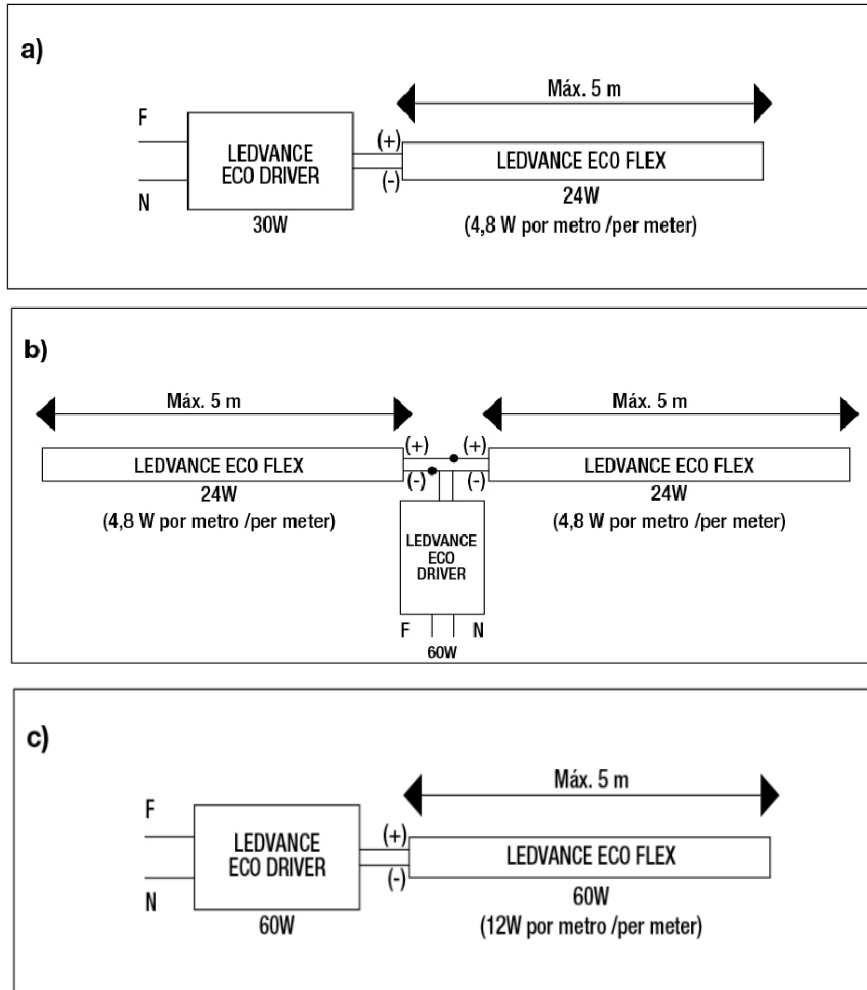 a)
Máx. 5 m
F
N
LEDVANCE
ECO DRIVER
30W
(+)
(-)
LEDVANCE ECO FLEX
24W
(4,8 W por metro /per meter)
b)
Máx. 5 m
Máx. 5 m
LEDVANCE ECO FLEX
24W
(4,8 W por metro /per meter)
(+)
(-)
(+)
(-)
LEDVANCE ECO FLEX
24W
(4,8 W por metro /per meter)
LEDVANCE
ECO
DRIVER
F
N
60W
c)
Máx. 5 m
F
N
LEDVANCE
ECO DRIVER
60W
(+)
(-)
LEDVANCE ECO FLEX
60W
(12W por metro /per meter)